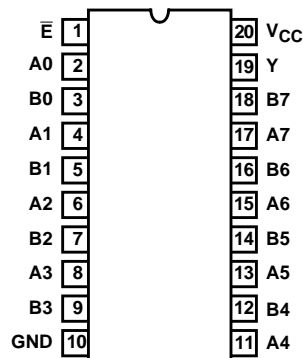 E̅ 1 20 VCC
A0 2 19 Y
B0 3 18 B7
A1 4 17 A7
B1 5 16 B6
A2 6 15 A6
B2 7 14 B5
A3 8 13 A5
B3 9 12 B4
GND 10 11 A4